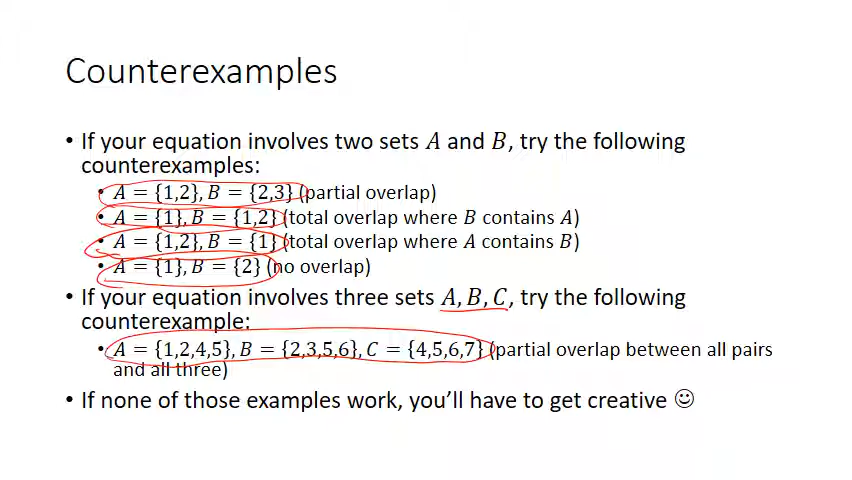 Counterexamples
• If your equation involves two sets A and B, try the following
counterexamples:
• A = {1,2}, B = {2,3} (partial overlap)
• A = {1}, B = {1,2} (total overlap where B contains A)
• A = {1,2}, B = {1} (total overlap where A contains B)
• A = {1}, B = {2} (no overlap)
• If your equation involves three sets A, B, C, try the following
counterexample:
• A = {1,2,4,5}, B = {2,3,5,6}, C = {4,5,6,7} (partial overlap between all pairs
and all three)
• If none of those examples work, you’ll have to get creative ☺